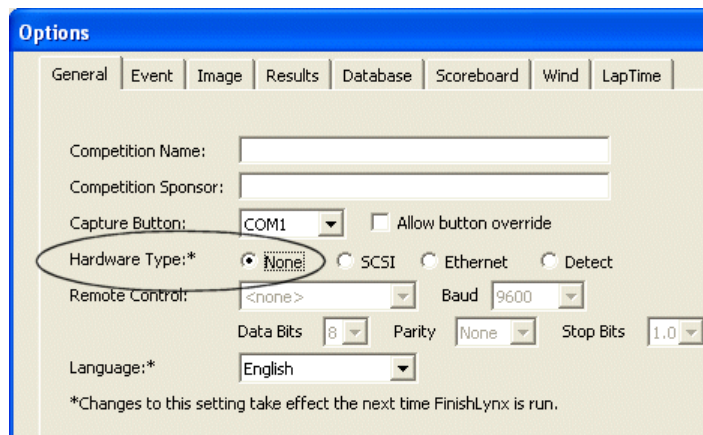 Options
General Event Image Results Database Scoreboard Wind LapTime
Competition Name:
Competition Sponsor:
Capture Button: COM1 Allow button override
Hardware Type:* None SCSI Ethernet Detect
Remote Control: <none> Baud 9600
Data Bits 8 Parity None Stop Bits 1.0
Language:* English
*Changes to this setting take effect the next time FinishLynx is run.